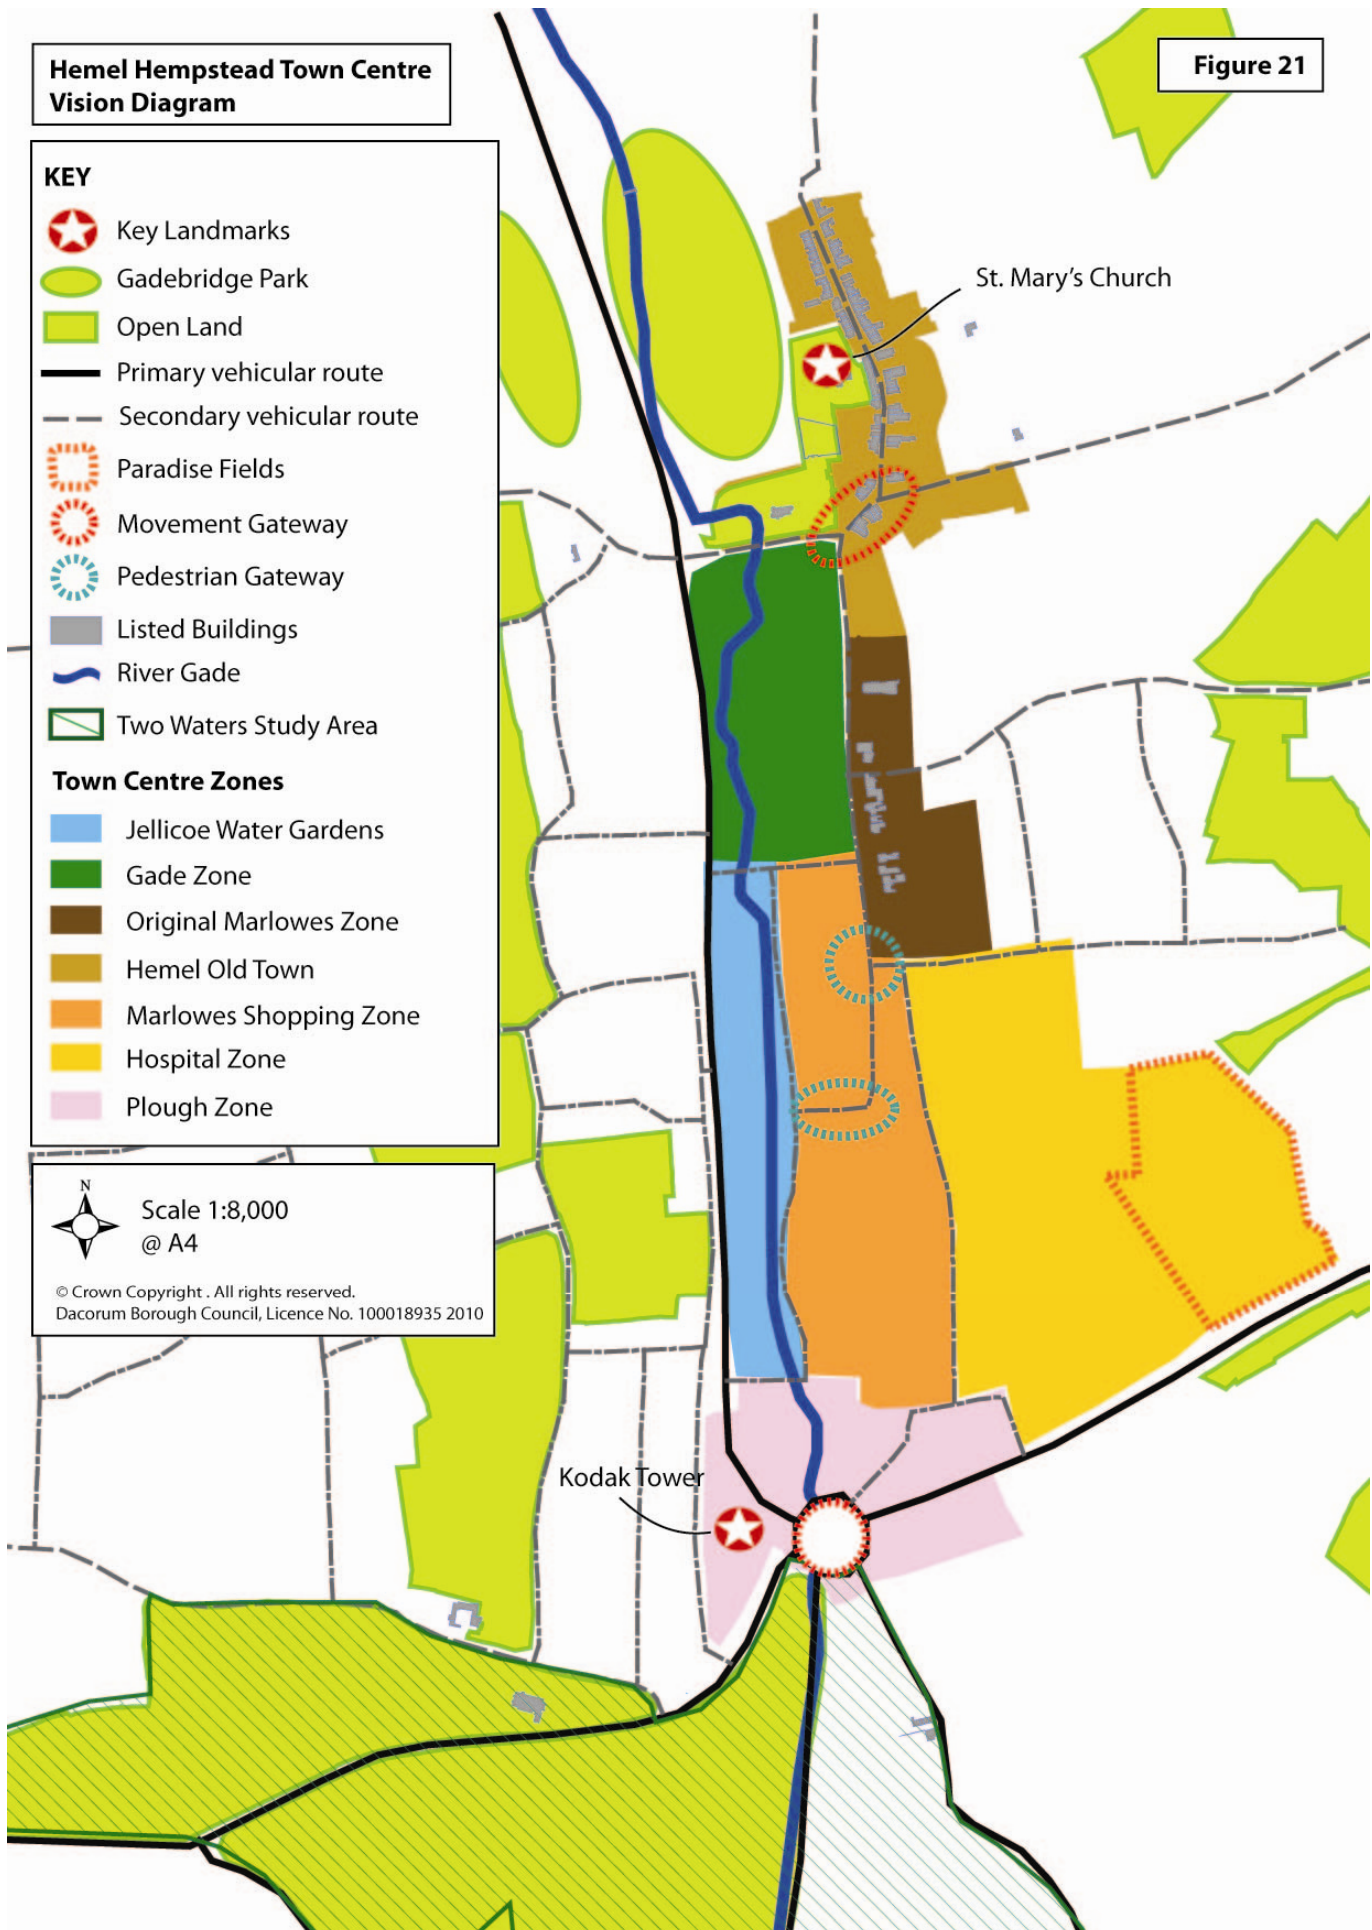 Hemel Hempstead Town Centre
Vision Diagram
Figure 21
KEY
Key Landmarks
Gadebridge Park
Open Land
Primary vehicular route
Secondary vehicular route
Paradise Fields
Movement Gateway
Pedestrian Gateway
Listed Buildings
River Gade
Two Waters Study Area
Town Centre Zones
Jellicoe Water Gardens
Gade Zone
Original Marlowes Zone
Hemel Old Town
Marlowes Shopping Zone
Hospital Zone
Plough Zone
N
Scale 1:8,000
@ A4
© Crown Copyright . All rights reserved.
Dacorum Borough Council, Licence No. 100018935 2010
St. Mary's Church
Kodak Tower